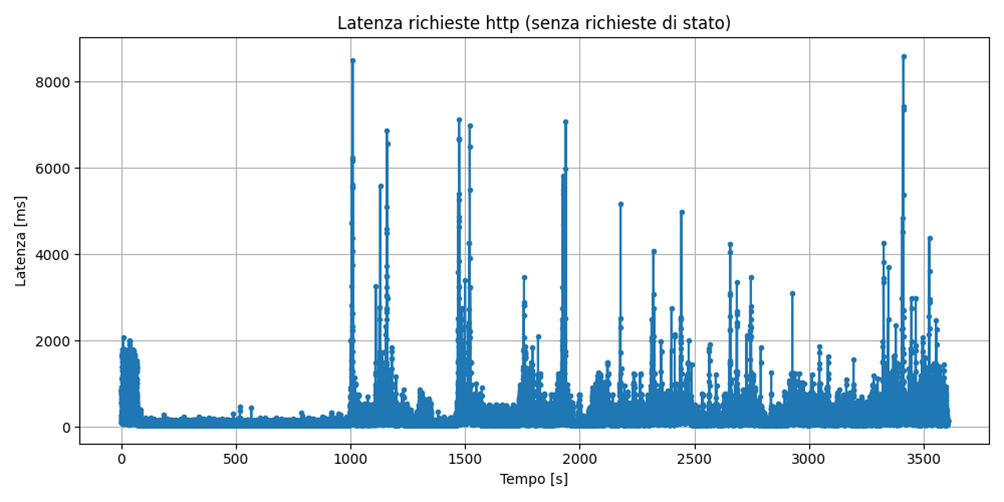 Latenza richieste http (senza richieste di stato)
8000
6000
4000
2000
0
Latenza [ms]
0 500 1000 1500 2000 2500 3000 3500
Tempo [s]